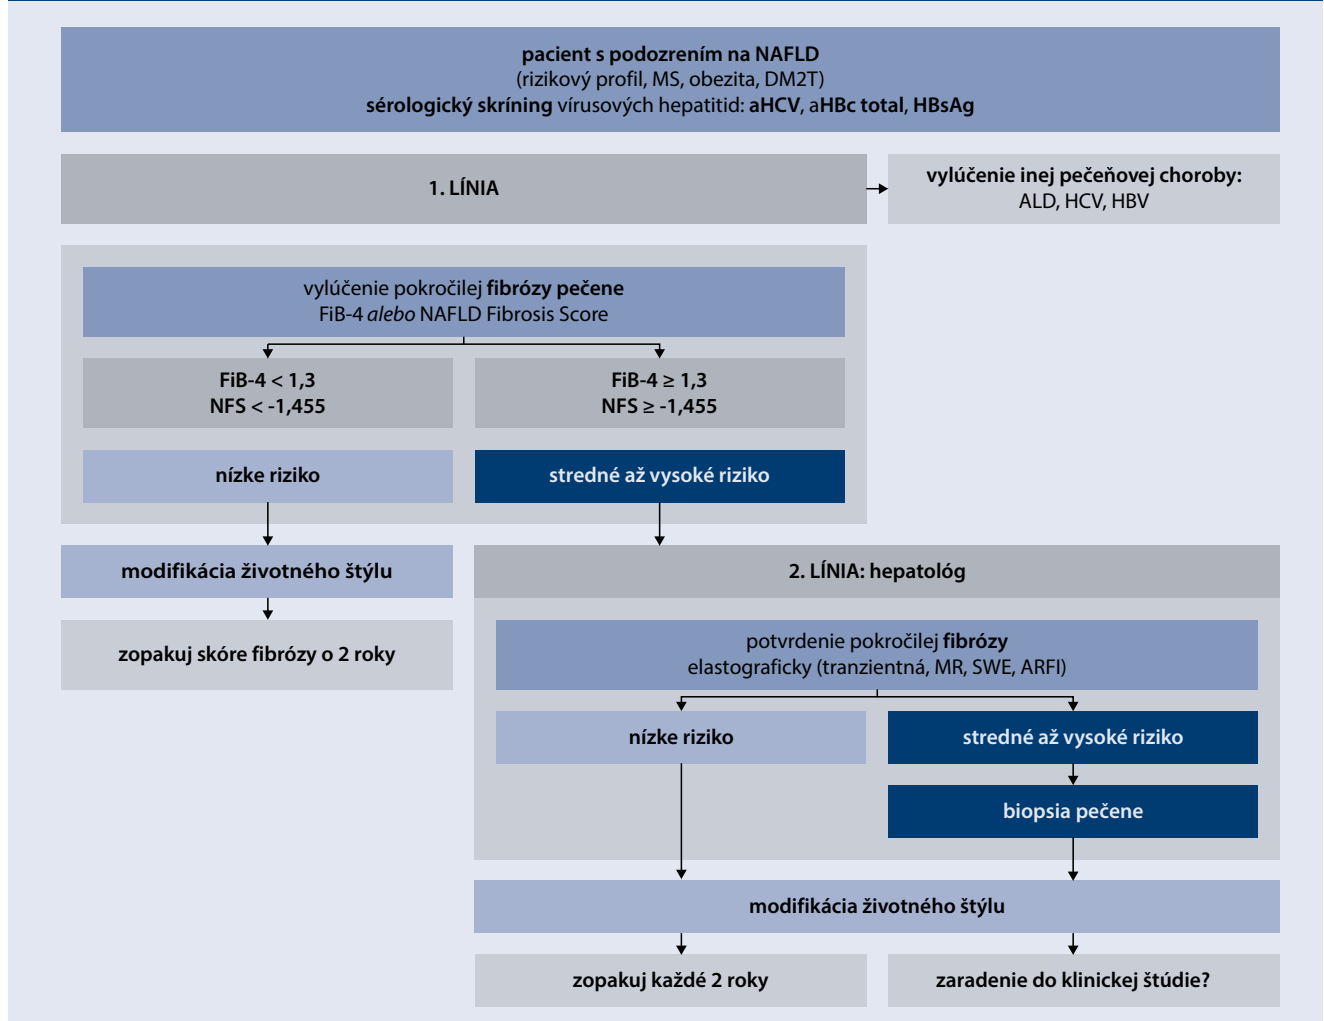 pacient s podozrením na NAFLD
(rizikový profil, MS, obezita, DM2T)
sérologický skríning vírusových hepatitid: aHCV, aHBc total, HBsAg
1. LÍNIA
vylúčenie inej pečeňovej choroby:
ALD, HCV, HBV
vylúčenie pokročilej fibrózy pečene
FiB-4 alebo NAFLD Fibrosis Score
FiB-4 < 1,3
NFS < -1,455
FiB-4 ≥ 1,3
NFS ≥ -1,455
nízke riziko
stredné až vysoké riziko
modifikácia životného štýlu
zopakuj skóre fibrózy o 2 roky
2. LÍNIA: hepatológ
potvrdenie pokročilej fibrózy
elastograficky (tranzientná, MR, SWE, ARFI)
nízke riziko
stredné až vysoké riziko
biopsia pečene
modifikácia životného štýlu
zopakuj každé 2 roky
zaradenie do klinickej štúdie?